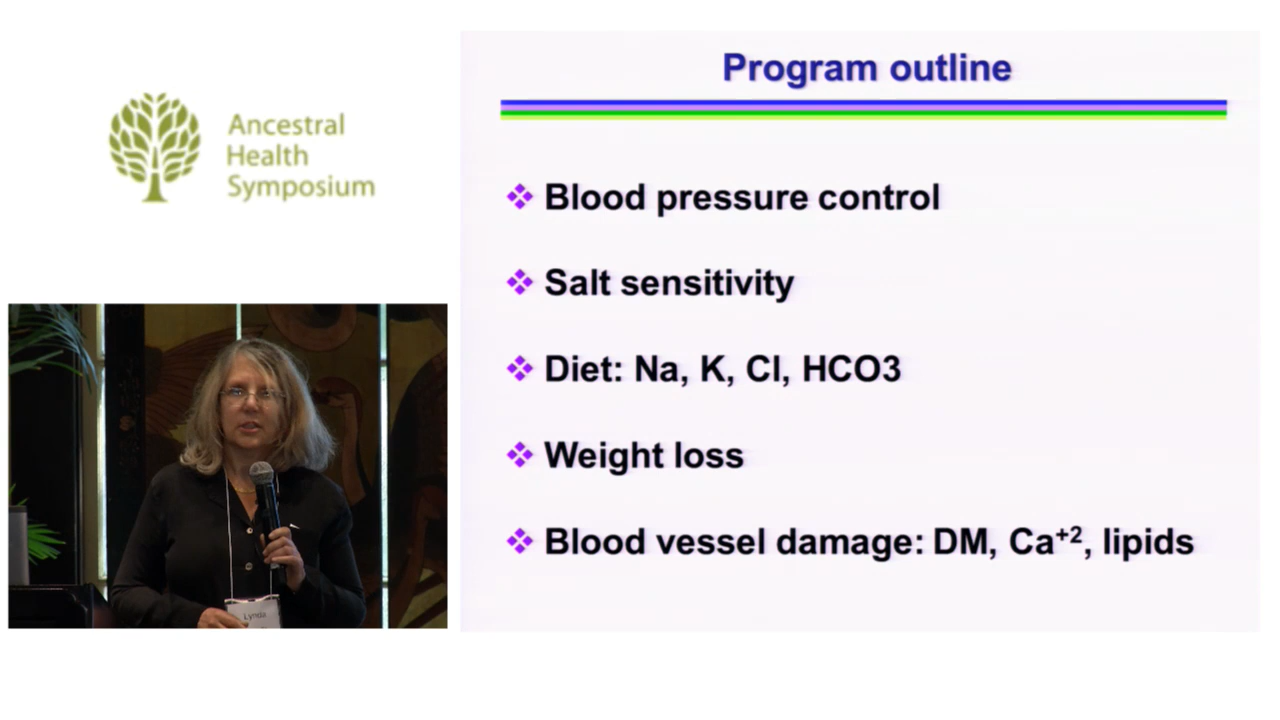 Ancestral
Health
Symposium
Program outline
Blood pressure control
Salt sensitivity
Diet: Na, K, Cl, HCO3
Weight loss
Blood vessel damage: DM, Ca⁺², lipids
Lynda